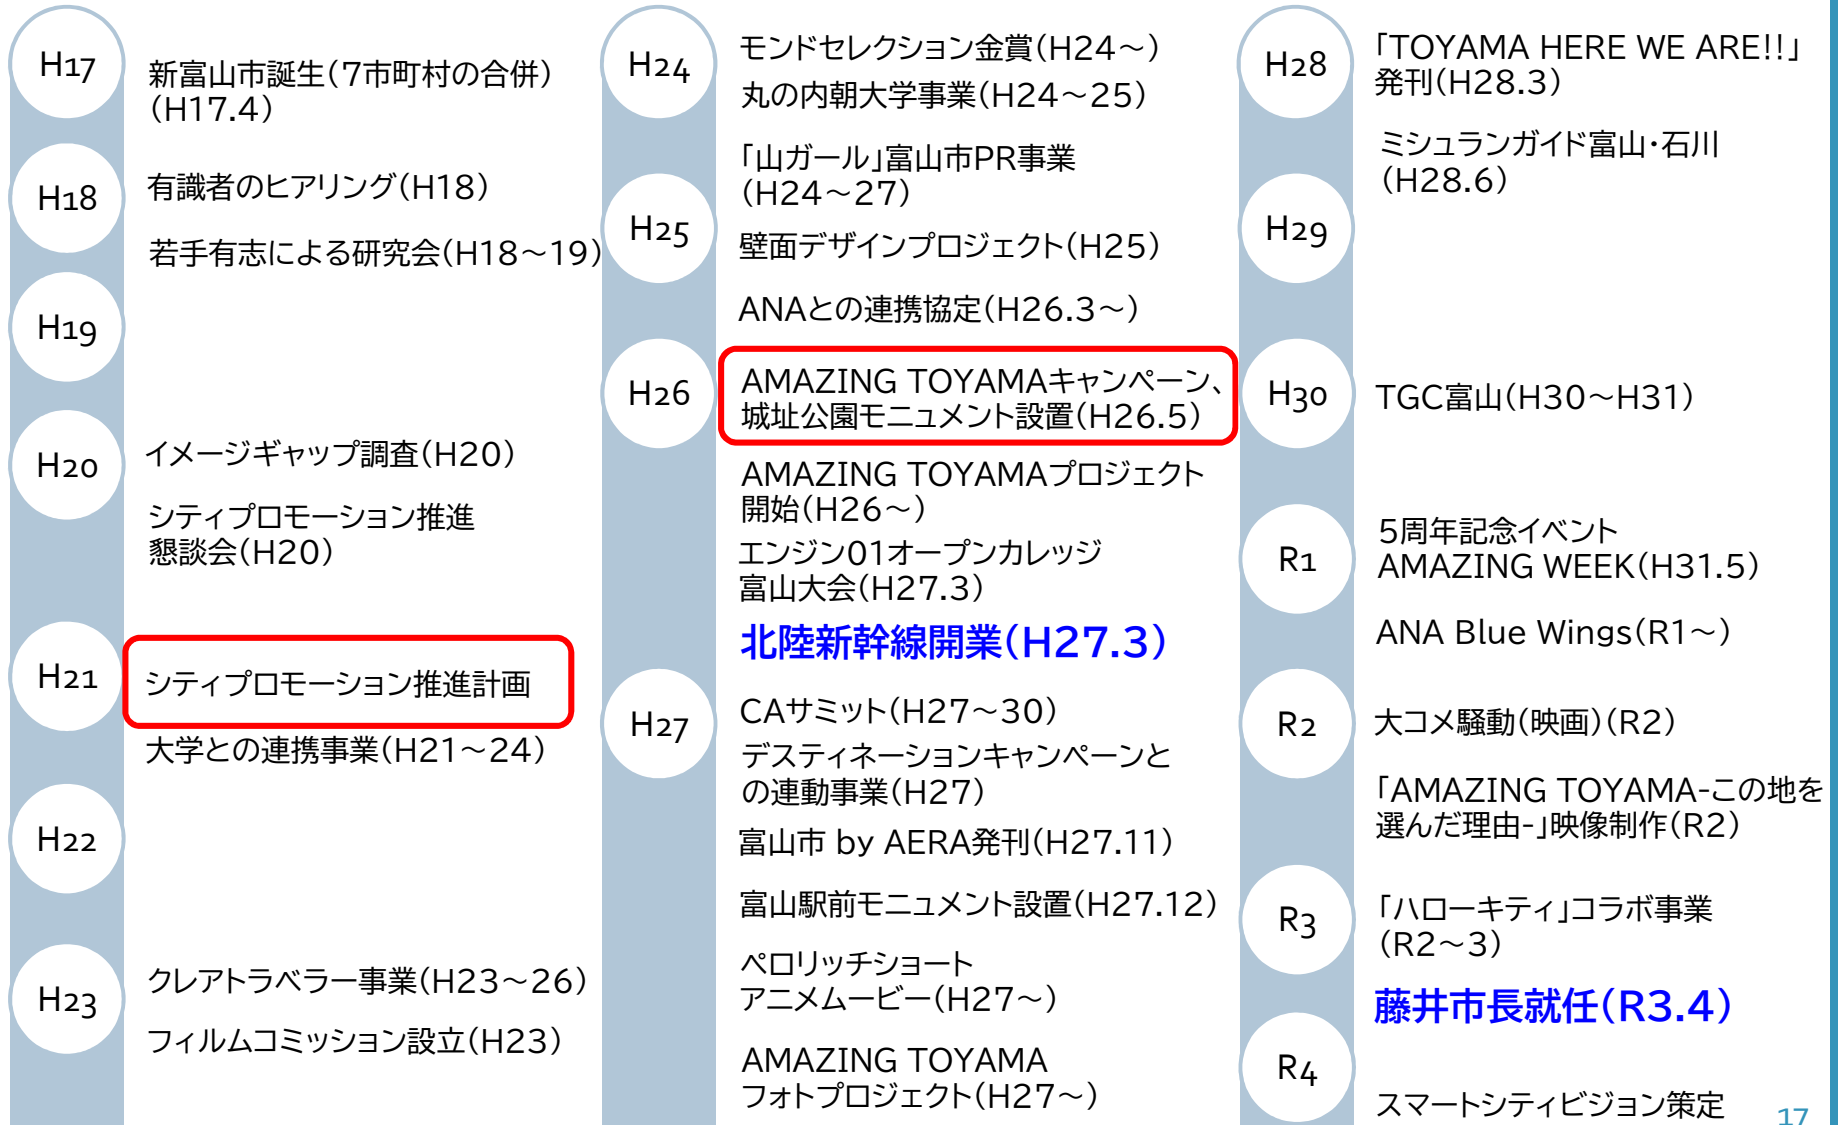 H17
新富山市誕生(7市町村の合併)
(H17.4)
H18
有識者のヒアリング(H18)
若手有志による研究会(H18~19)
H19
H20
イメージギャップ調査(H20)
シティプロモーション推進
懇談会(H20)
H21
シティプロモーション推進計画
大学との連携事業(H21~24)
H22
H23
クレアトラベラー事業(H23~26)
フィルムコミッション設立(H23)
H24
モンドセレクション金賞(H24~)
丸の内朝大学事業(H24~25)
「山ガール」富山市PR事業
(H24~27)
H25
壁面デザインプロジェクト(H25)
ANAとの連携協定(H26.3~)
H26
AMAZING TOYAMAキャンペーン、
城址公園モニュメント設置(H26.5)
AMAZING TOYAMAプロジェクト
開始(H26~)
エンジン01オープンカレッジ
富山大会(H27.3)
北陸新幹線開業(H27.3)
H27
CAサミット(H27~30)
デスティネーションキャンペーンと
の連動事業(H27)
富山市 by AERA発刊(H27.11)
富山駅前モニュメント設置(H27.12)
ペロリッチショート
アニメムービー(H27~)
AMAZING TOYAMA
フォトプロジェクト(H27~)
H28
「TOYAMA HERE WE ARE!!」
発刊(H28.3)
ミシュランガイド富山・石川
(H28.6)
H29
H30
TGC富山(H30~H31)
R1
5周年記念イベント
AMAZING WEEK(H31.5)
ANA Blue Wings(R1~)
R2
大コメ騒動(映画)(R2)
「AMAZING TOYAMA-この地を
選んだ理由-」映像制作(R2)
R3
「ハローキティ」コラボ事業
(R2~3)
藤井市長就任(R3.4)
R4
スマートシティビジョン策定
17